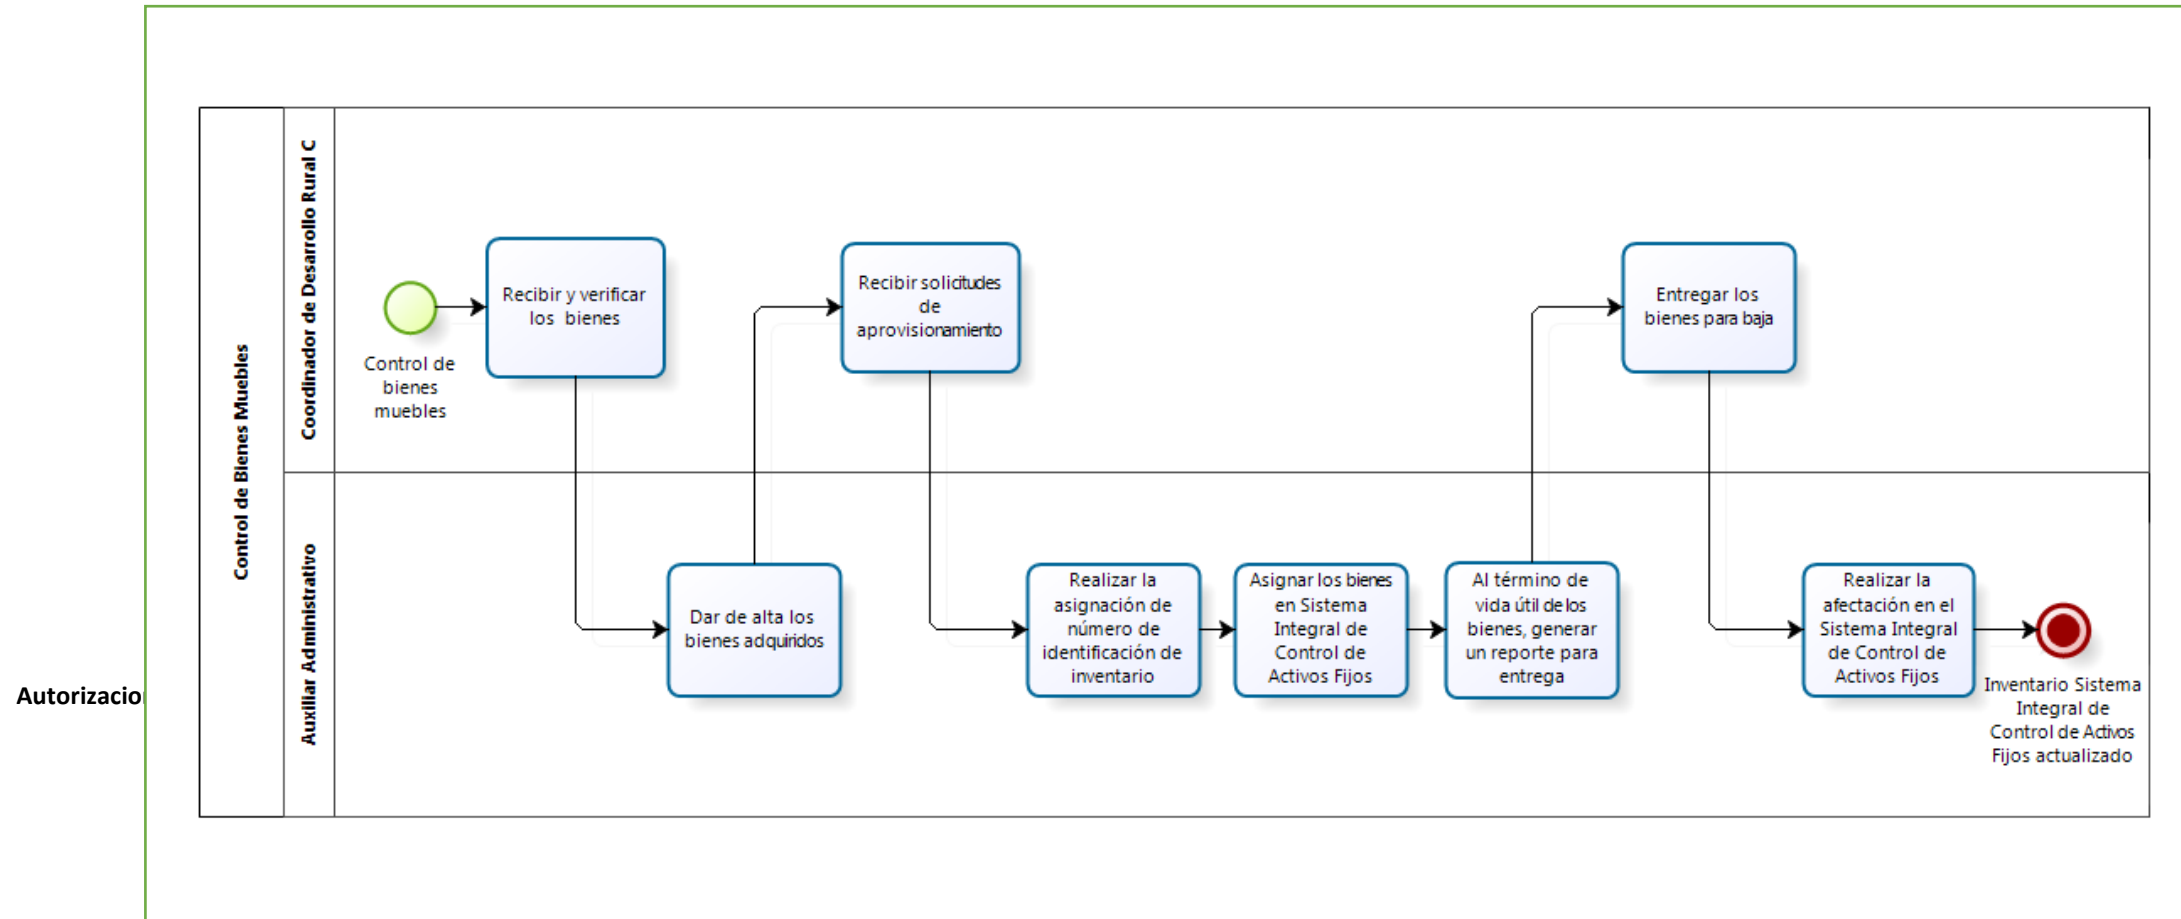 Control de Bienes Muebles
Coordinador de Desarrollo Rural C
Control de
bienes
muebles
Recibir y verificar
los bienes
Recibir solicitudes
de
aprovisionamiento
Entregar los
bienes para baja
Auxiliar Administrativo
Dar de alta los
bienes adquiridos
Realizar la
asignación de
número de
identificación de
inventario
Asignar los bienes
en Sistema
Integral de
Control de
Activos Fijos
Al término de
vida útil de los
bienes, generar
un reporte para
entrega
Realizar la
afectación en el
Sistema Integral
de Control de
Activos Fijos
Inventario Sistema
Integral de
Control de Activos
Fijos actualizado